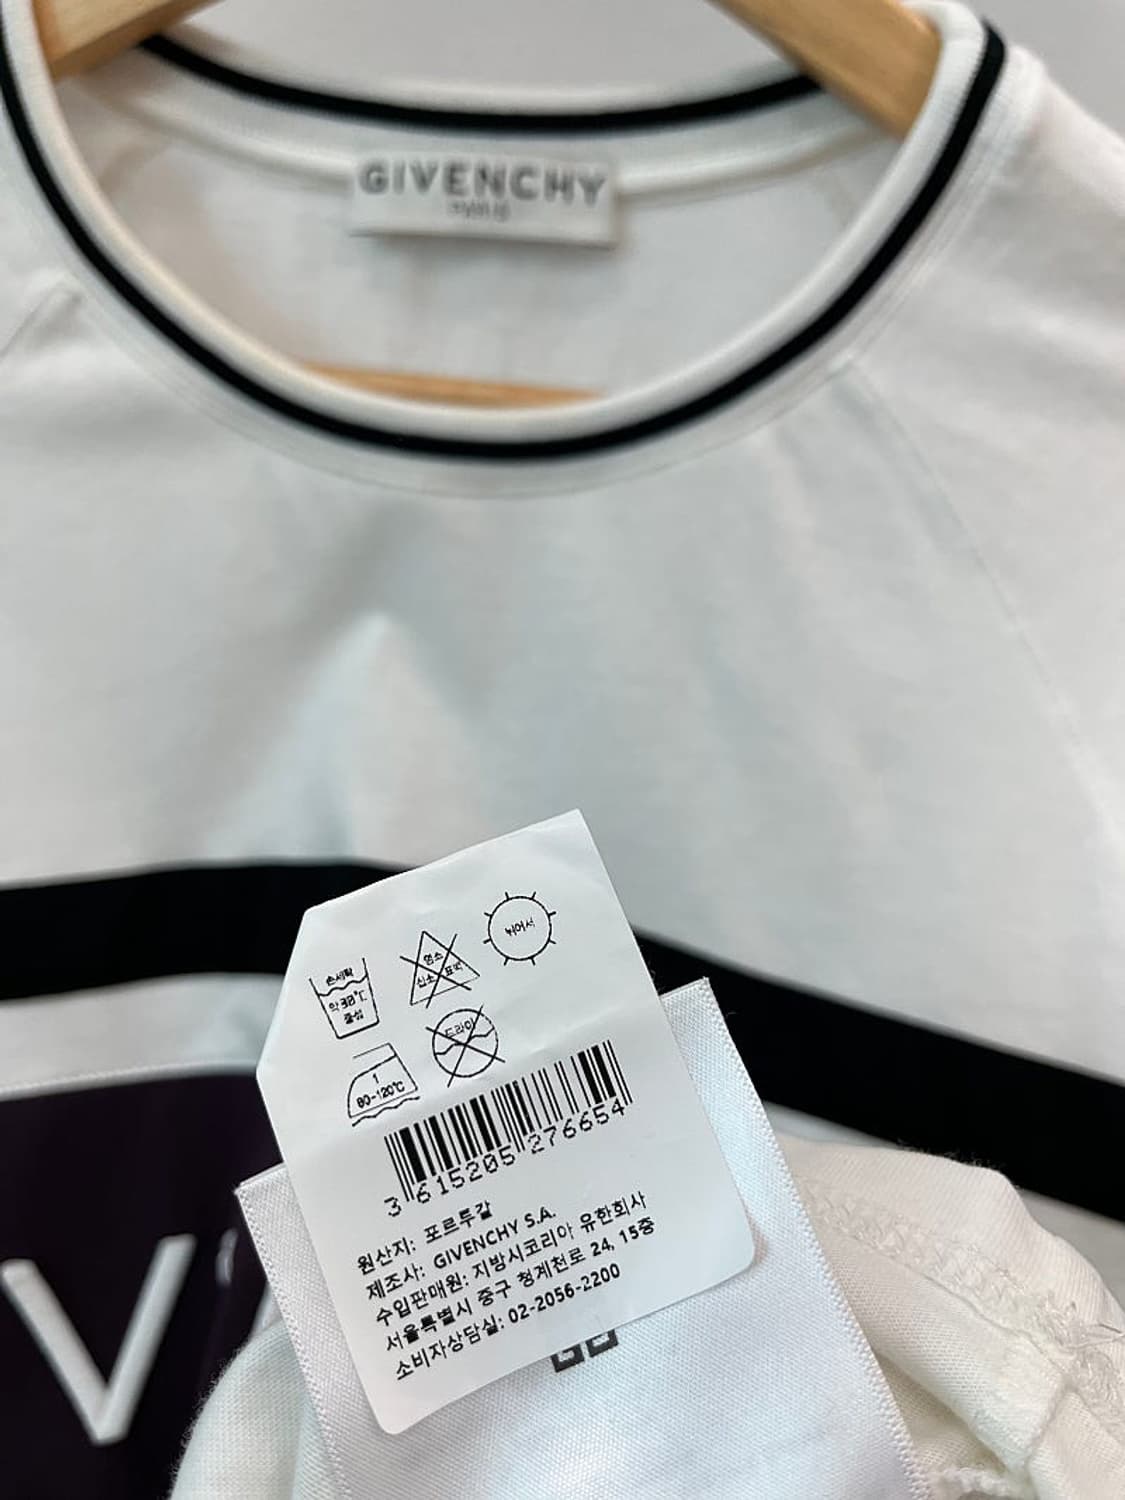 GIVENCHY
PARIS
손세탁
약30℃
중성
염소
산소표백
뉘어서
1
80-120℃
드라이
3 615205 276654
원산지: 포르투갈
제조사: GIVENCHY S.A.
수입판매원: 지방시코리아 유한회사
서울특별시 중구 청계천로 24, 15층
소비자상담실: 02-2056-2200
V